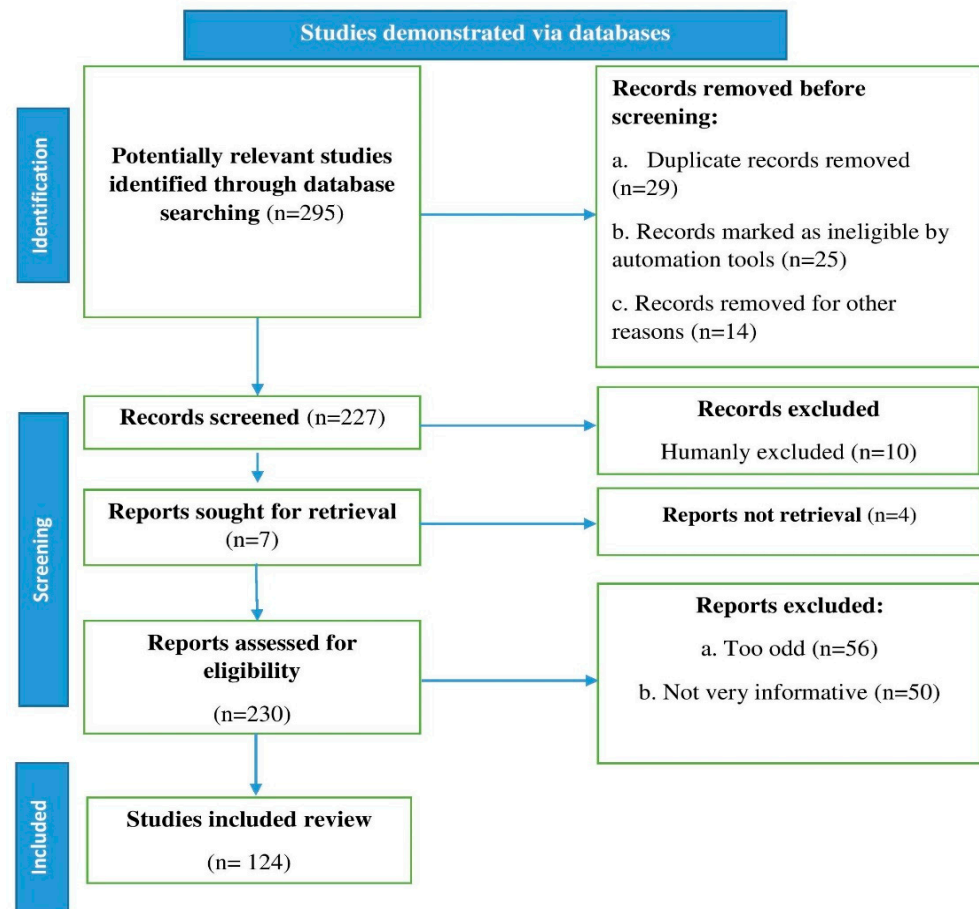 Studies demonstrated via databases
Identification
Potentially relevant studies
identified through database
searching (n=295)
Records removed before
screening:
a. Duplicate records removed
(n=29)
b. Records marked as ineligible by
automation tools (n=25)
c. Records removed for other
reasons (n=14)
Screening
Records screened (n=227)
Records excluded
Humanly excluded (n=10)
Reports sought for retrieval
(n=7)
Reports not retrieval (n=4)
Reports assessed for
eligibility
(n=230)
Reports excluded:
a. Too odd (n=56)
b. Not very informative (n=50)
Included
Studies included review
(n= 124)